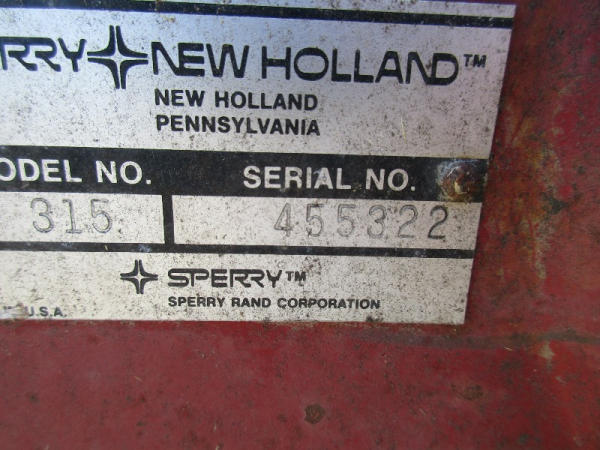 RRY NEW HOLLAND™
NEW HOLLAND
PENNSYLVANIA
ODEL NO. SERIAL NO.
315 455322
SPERRY™
SPERRY RAND CORPORATION
U.S.A.